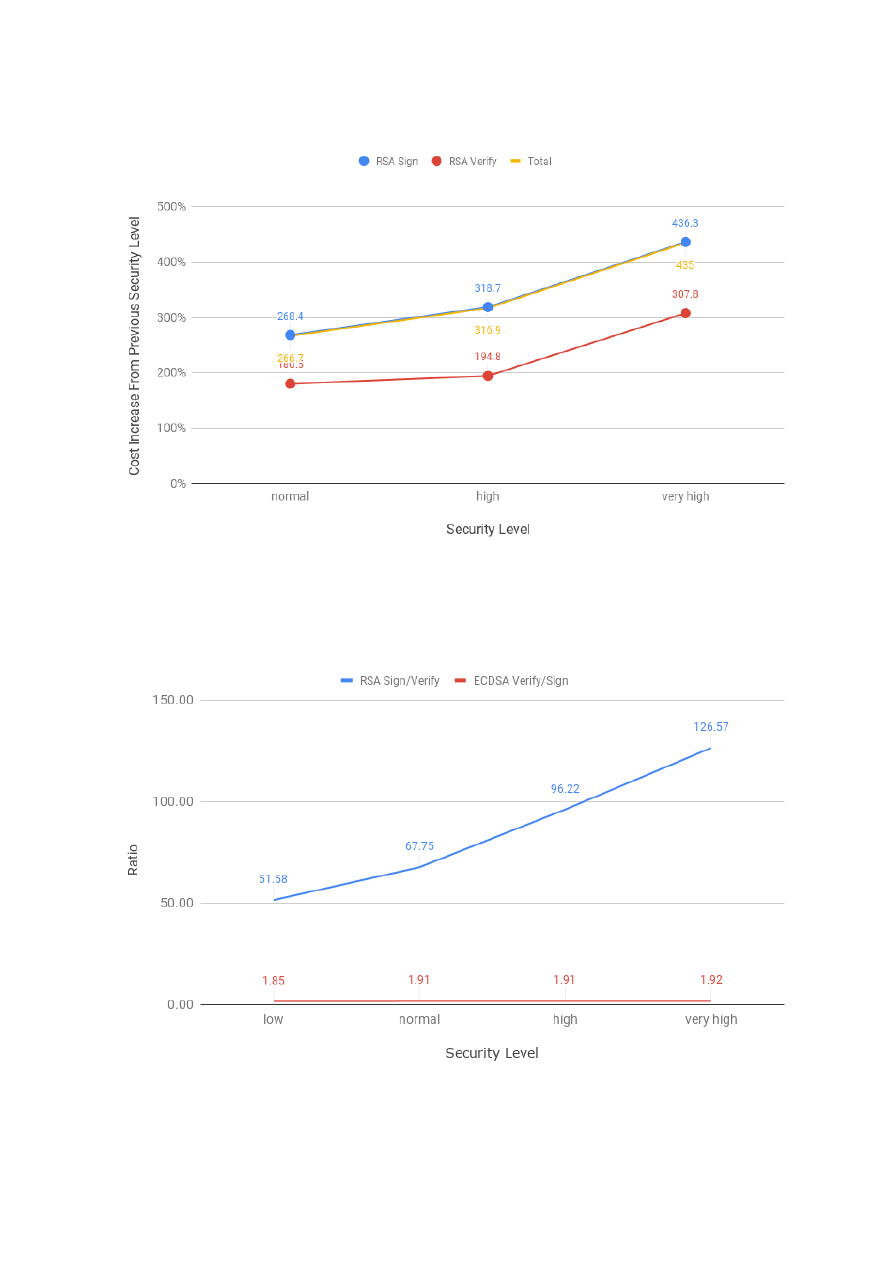 RSA Sign RSA Verify Total
Cost Increase From Previous Security Level
500%
400%
300%
200%
100%
0%
436.3
435
307.8
318.7
316.9
194.8
268.4
266.7
normal high very high
Security Level
RSA Sign/Verify ECDSA Verify/Sign
Ratio
150.00
100.00
50.00
0.00
126.57
96.22
67.75
51.58
1.85 1.91 1.91 1.92
low normal high very high
Security Level